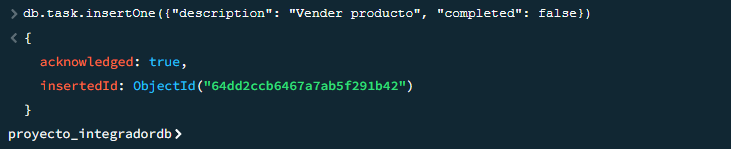 > db.task.insertOne({"description": "Vender producto", "completed": false})
< {
acknowledged: true,
insertedId: ObjectId("64dd2ccb6467a7ab5f291b42")
}
proyecto_integradordb>